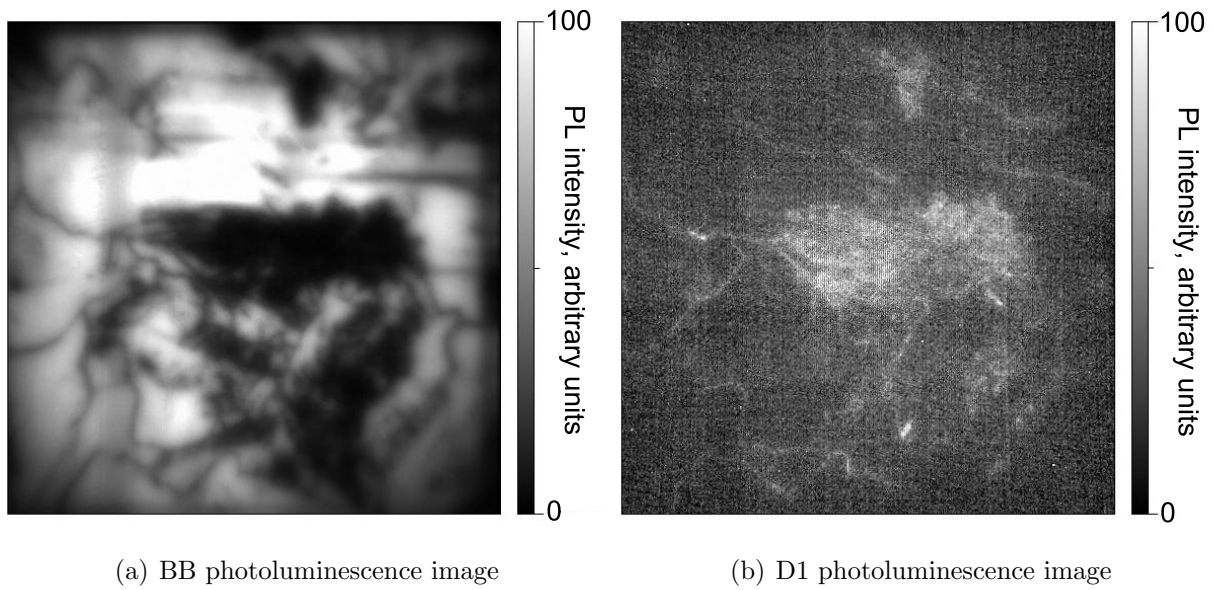 100
PL intensity, arbitrary units
0
100
PL intensity, arbitrary units
0
(a) BB photoluminescence image
(b) D1 photoluminescence image